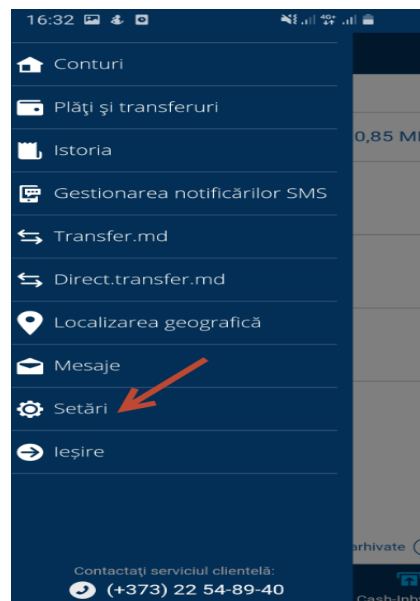 16:32
Conturi
Plăţi şi transferuri
0,85 M
Istoria
Gestionarea notificărilor SMS
Transfer.md
Direct.transfer.md
Localizarea geografică
Mesaje
Setări
Ieşire
arhivate
Contactaţi serviciul clientelă:
(+373) 22 54-89-40